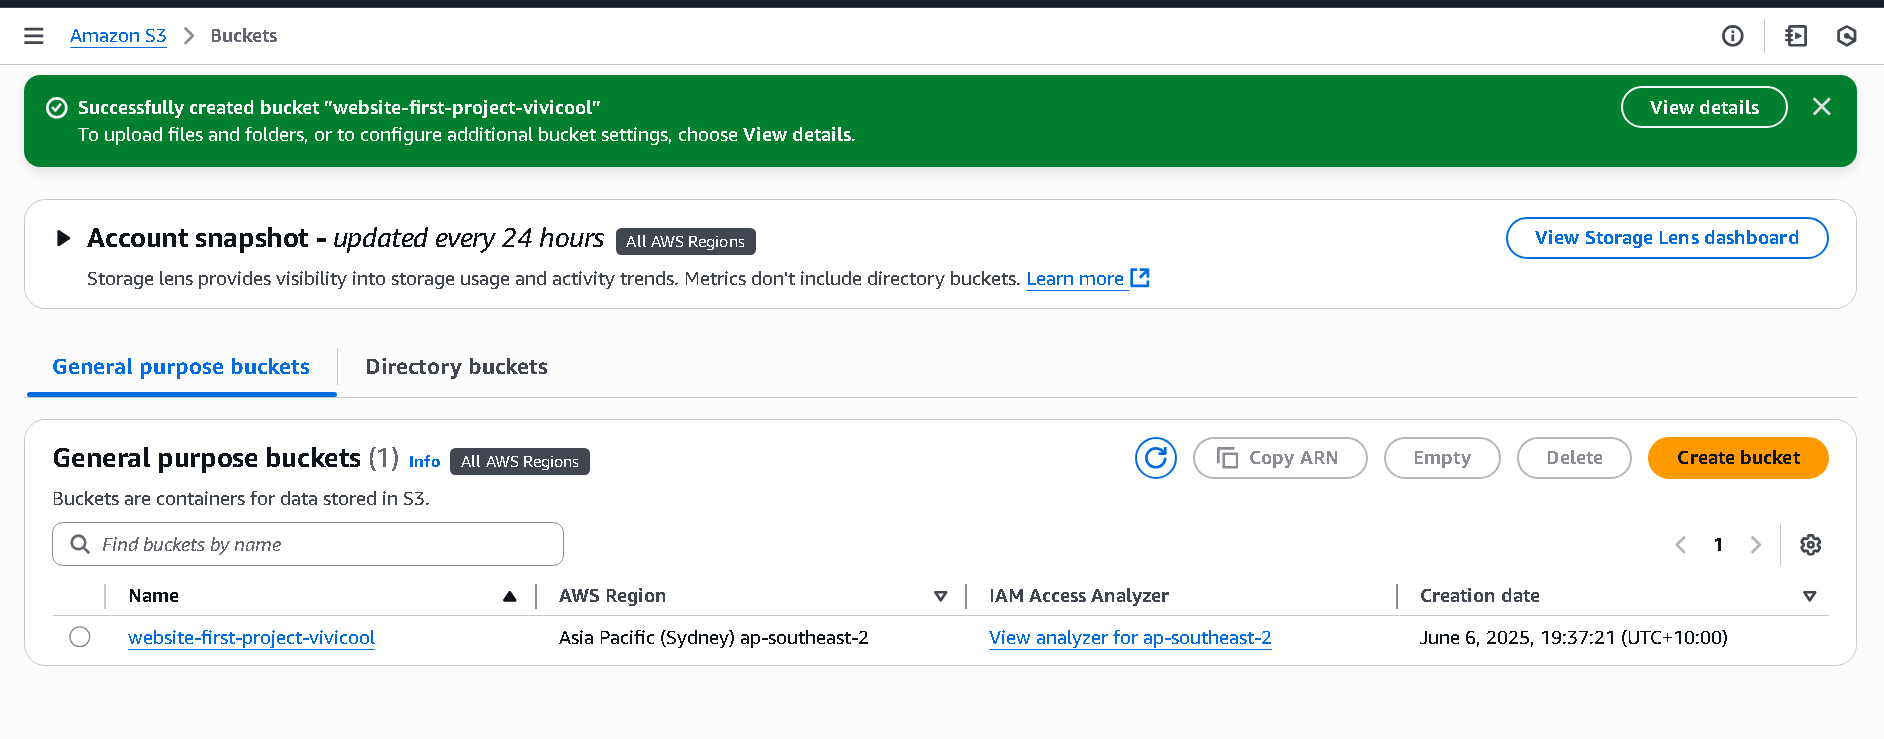 Amazon S3 > Buckets
Successfully created bucket "website-first-project-vivicool"
View details
To upload files and folders, or to configure additional bucket settings, choose View details.
Account snapshot - updated every 24 hours All AWS Regions
View Storage Lens dashboard
Storage lens provides visibility into storage usage and activity trends. Metrics don't include directory buckets. Learn more
General purpose buckets Directory buckets
General purpose buckets (1) Info All AWS Regions
Copy ARN Empty Delete Create bucket
Buckets are containers for data stored in S3.
Find buckets by name
1
Name AWS Region IAM Access Analyzer Creation date
website-first-project-vivicool Asia Pacific (Sydney) ap-southeast-2 View analyzer for ap-southeast-2 June 6, 2025, 19:37:21 (UTC+10:00)